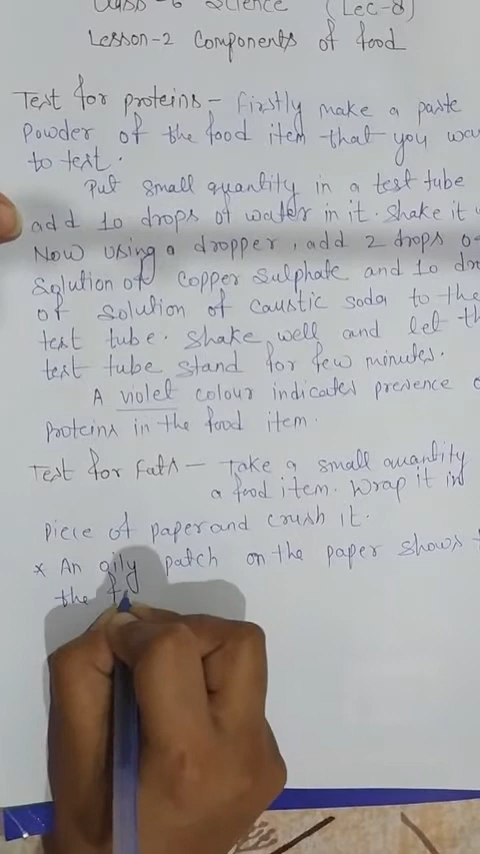 Class-6 Science (Lec-8)
Lesson-2 Components of food
Test for proteins - Firstly make a paste
powder of the food item that you
to test.
Put small quantity in a test tube
add 10 drops of water in it. Shake it
Now using a dropper, add 2 drops
solution of copper sulphate and 10
of solution of caustic soda to the
test tube. Shake well and let
test tube stand for few minutes.
A violet colour indicates presence
proteins in the food item.
Test for Fats - Take a small quantity
a food item. Wrap it in
piece of paper and crush it.
* An oily patch on the paper shows
the